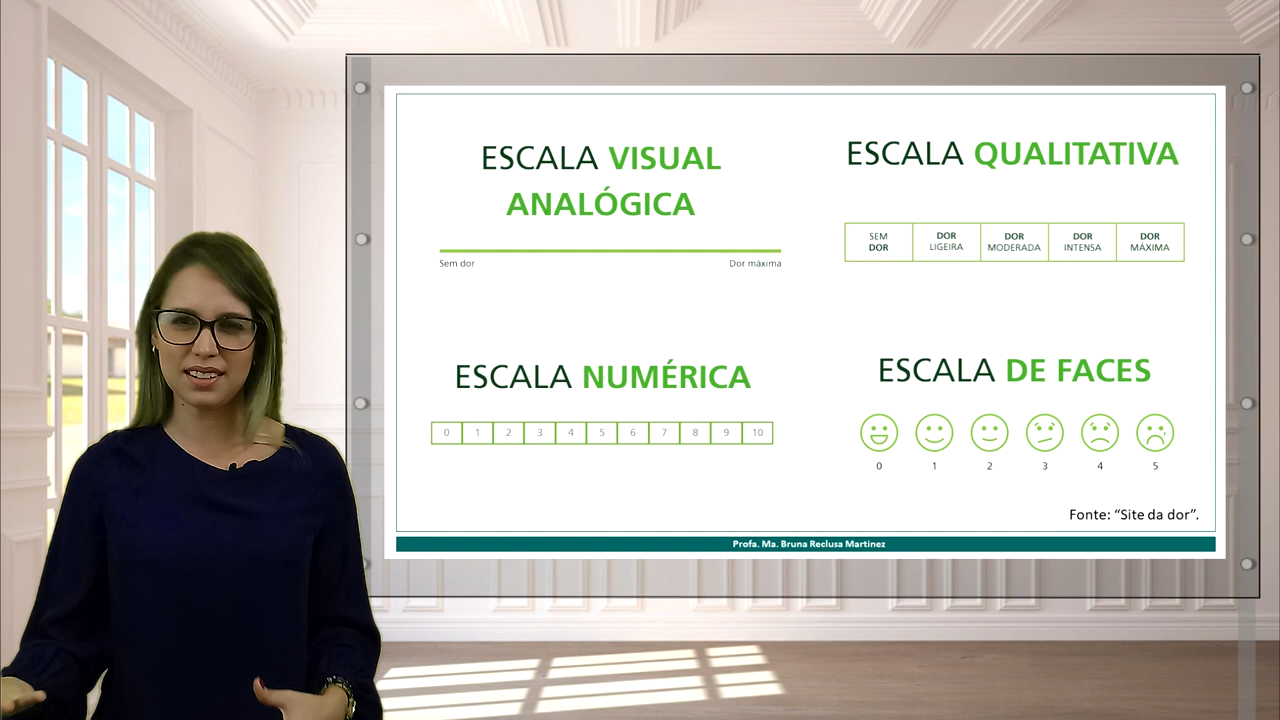 ESCALA VISUAL
ANALÓGICA
Sem dor
Dor máxima
ESCALA QUALITATIVA
SEM
DOR
DOR
LIGEIRA
DOR
MODERADA
DOR
INTENSA
DOR
MÁXIMA
ESCALA NUMÉRICA
0 1 2 3 4 5 6 7 8 9 10
ESCALA DE FACES
0 1 2 3 4 5
Fonte: “Site da dor”.
Profa. Ma. Bruna Reclusa Martinez